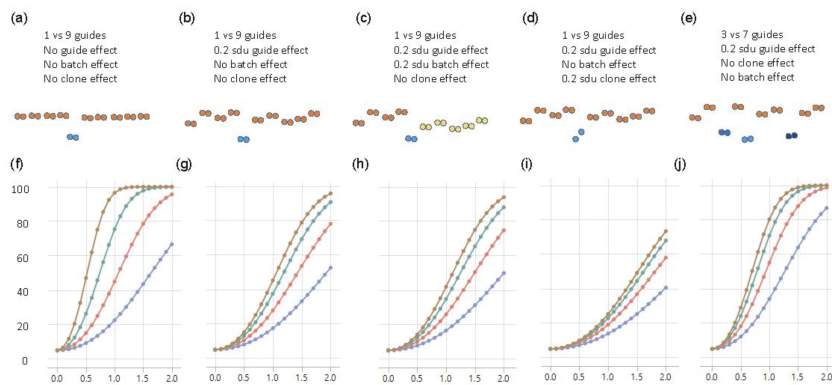 (a)
1 vs 9 guides
No guide effect
No batch effect
No clone effect
(b)
1 vs 9 guides
0.2 sdu guide effect
No batch effect
No clone effect
(c)
1 vs 9 guides
0.2 sdu guide effect
0.2 sdu batch effect
No clone effect
(d)
1 vs 9 guides
0.2 sdu guide effect
No batch effect
0.2 sdu clone effect
(e)
3 vs 7 guides
0.2 sdu guide effect
No clone effect
No batch effect
(f) (g) (h) (i) (j)
100
80
60
40
20
0
0.0 0.5 1.0 1.5 2.0 0.0 0.5 1.0 1.5 2.0 0.0 0.5 1.0 1.5 2.0 0.0 0.5 1.0 1.5 2.0 0.0 0.5 1.0 1.5 2.0